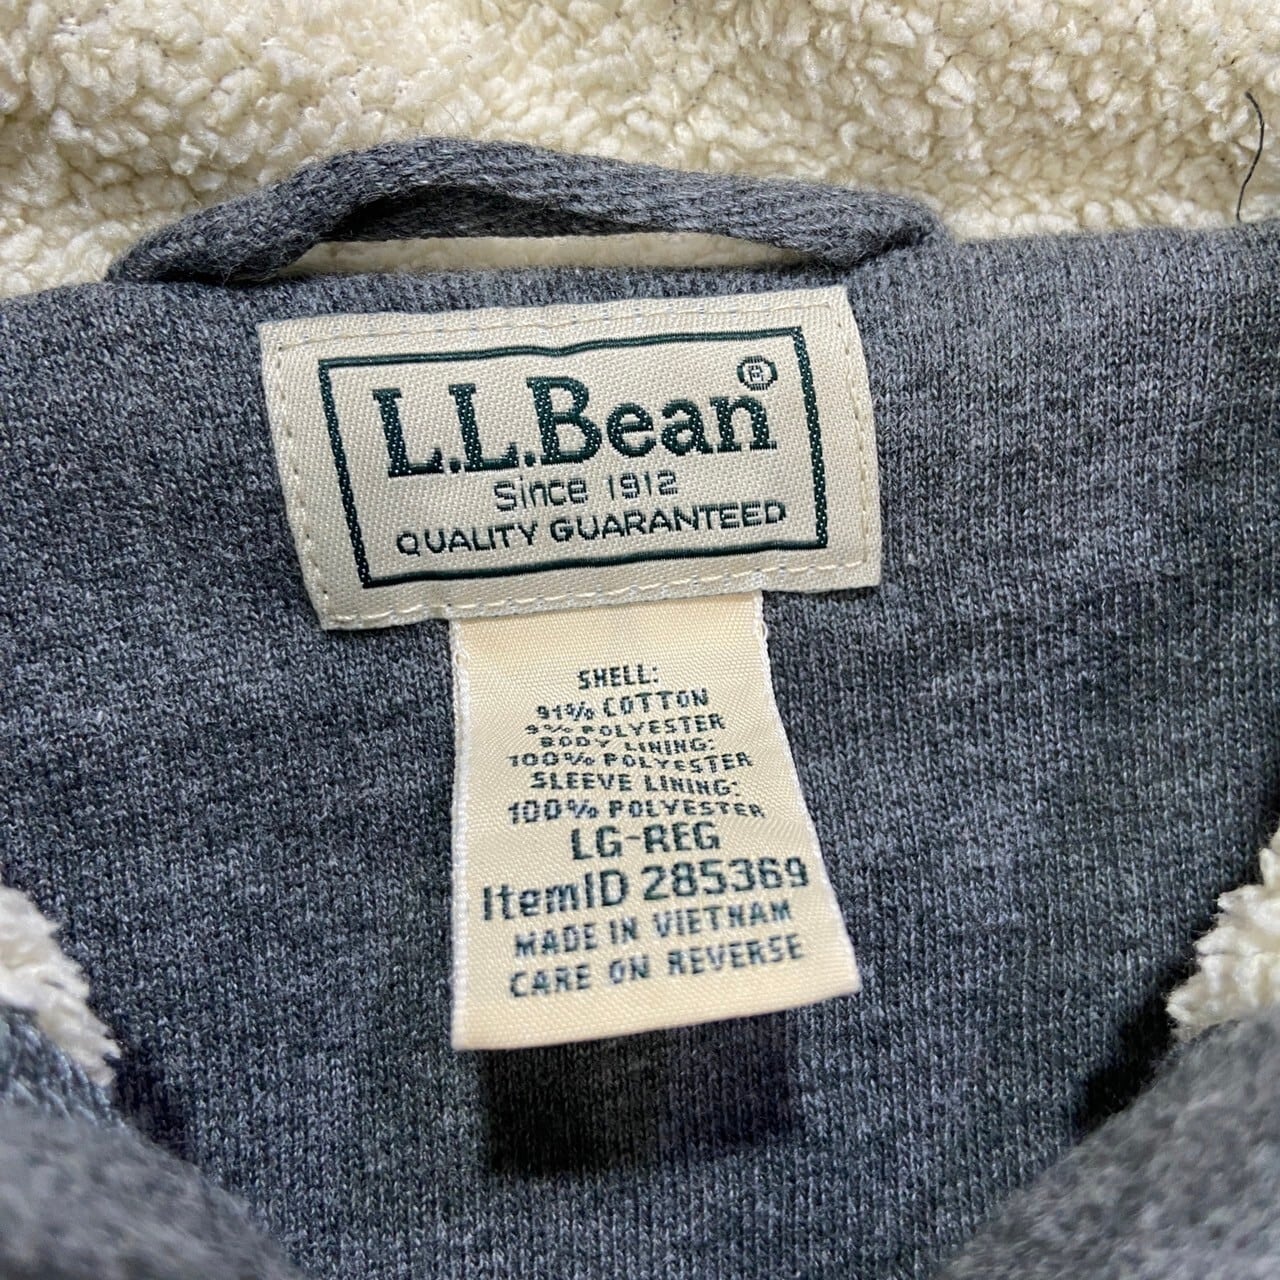 L.L.Bean®
Since 1912
QUALITY GUARANTEED
SHELL:
91% COTTON
9% POLYESTER
BODY LINING:
100% POLYESTER
SLEEVE LINING:
100% POLYESTER
LG-REG
ItemID 285369
MADE IN VIETNAM
CARE ON REVERSE